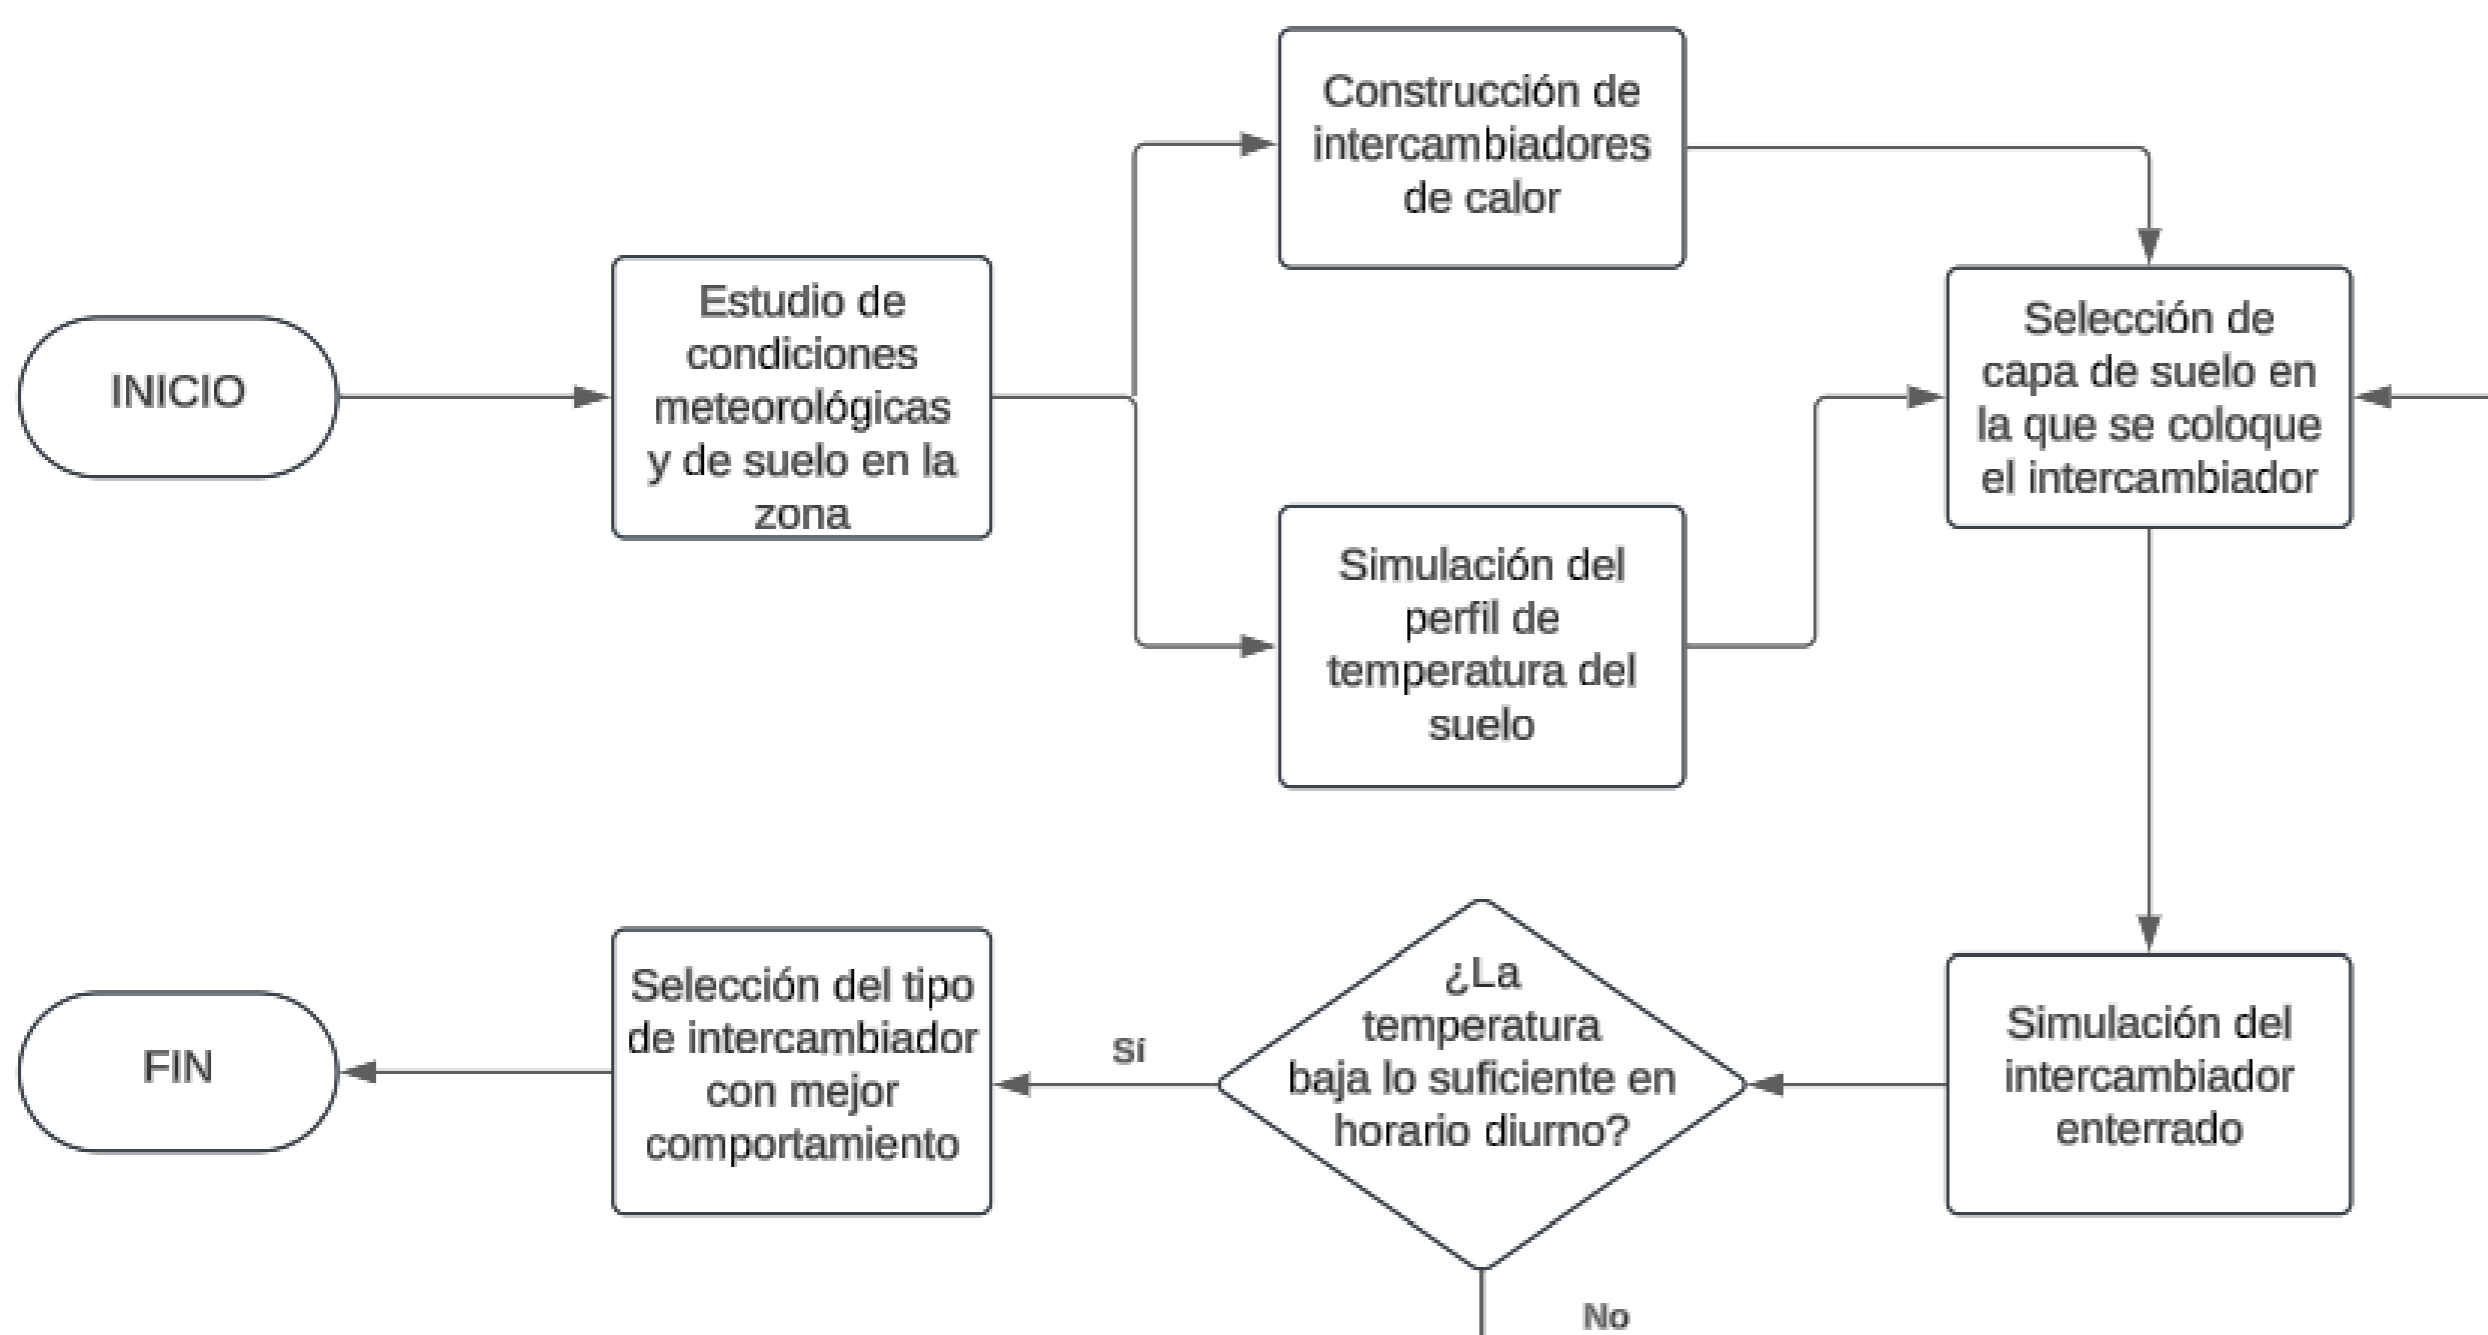 INICIO
Estudio de
condiciones
meteorológicas
y de suelo en la
zona
Construcción de
intercambiadores
de calor
Simulación del
perfil de
temperatura del
suelo
Selección de
capa de suelo en
la que se coloque
el intercambiador
Simulación del
intercambiador
enterrado
¿La
temperatura
baja lo suficiente en
horario diurno?
Sí
No
Selección del tipo
de intercambiador
con mejor
comportamiento
FIN